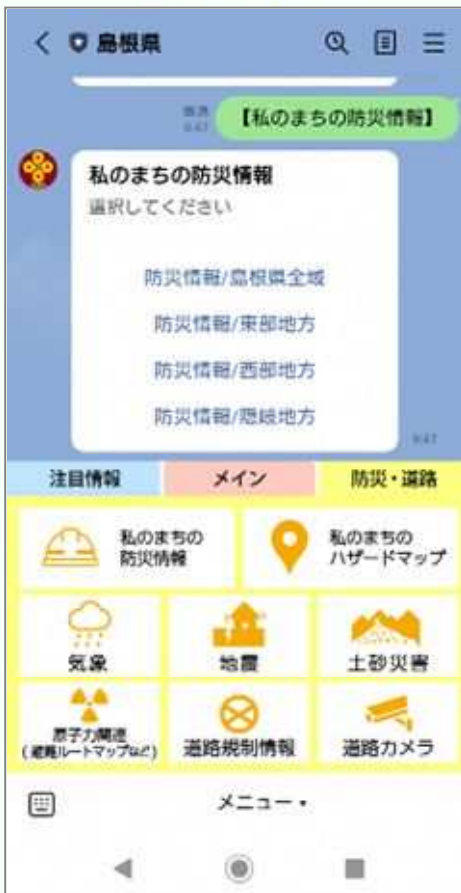 島根県
既読
【私のまちの防災情報】
私のまちの防災情報
選択してください
防災情報/島根県全域
防災情報/東部地方
防災情報/西部地方
防災情報/隠岐地方
注目情報
メイン
防災・道路
私のまちの
防災情報
私のまちの
ハザードマップ
気象
地震
土砂災害
原子力関連
(避難ルートマップなど)
道路規制情報
道路カメラ
メニュー・